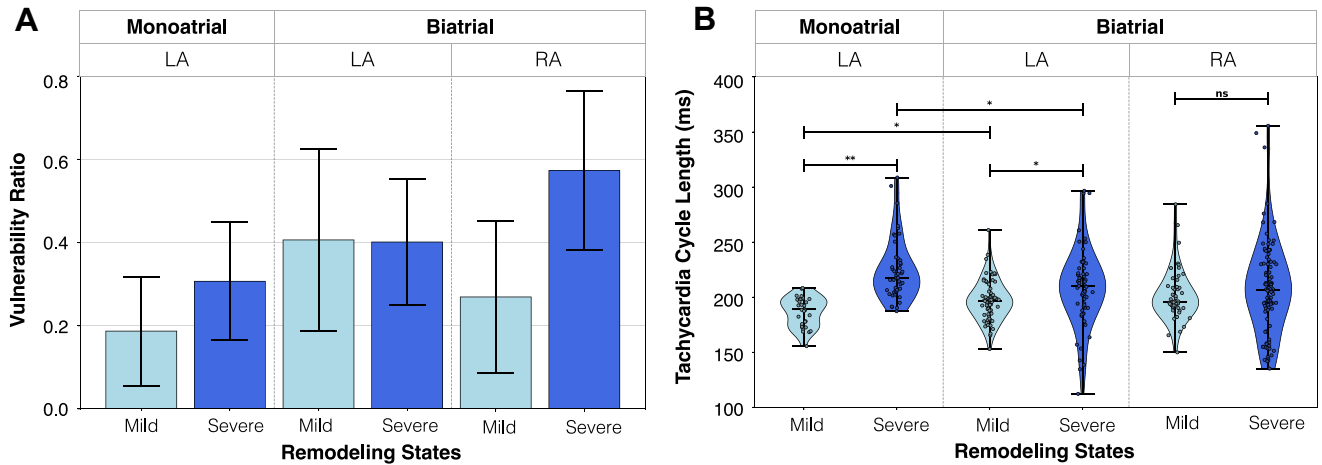 A
Monoatrial Biatrial
LA LA RA
Vulnerability Ratio
0.8
0.6
0.4
0.2
0.0
Mild Severe Mild Severe Mild Severe
Remodeling States
B
Monoatrial Biatrial
LA LA RA
Tachycardia Cycle Length (ms)
400
350
300
250
200
150
100
ns
*
*
**
*
Mild Severe Mild Severe Mild Severe
Remodeling States